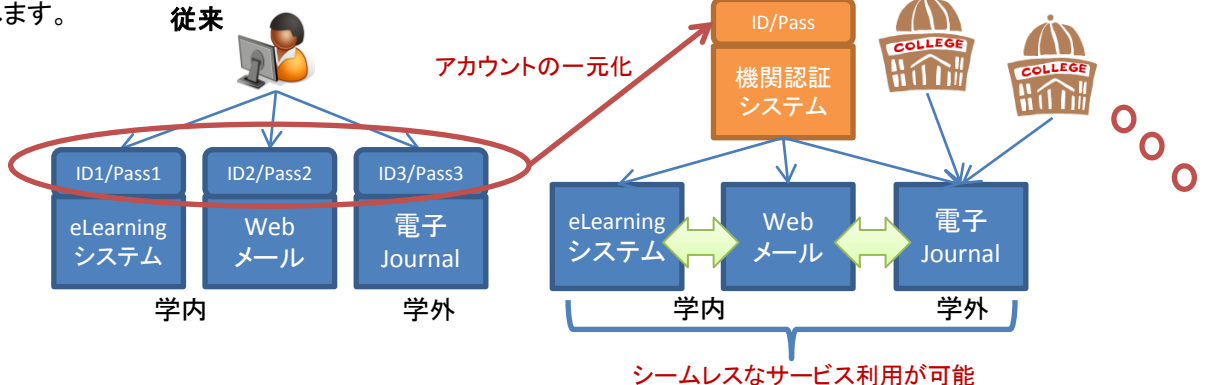 します。
従来
アカウントの一元化
ID1/Pass1
ID2/Pass2
ID3/Pass3
eLearning
システム
Web
メール
電子
Journal
学内
学外
ID/Pass
機関認証
システム
COLLEGE
COLLEGE
eLearning
システム
Web
メール
電子
Journal
学内
学外
シームレスなサービス利用が可能